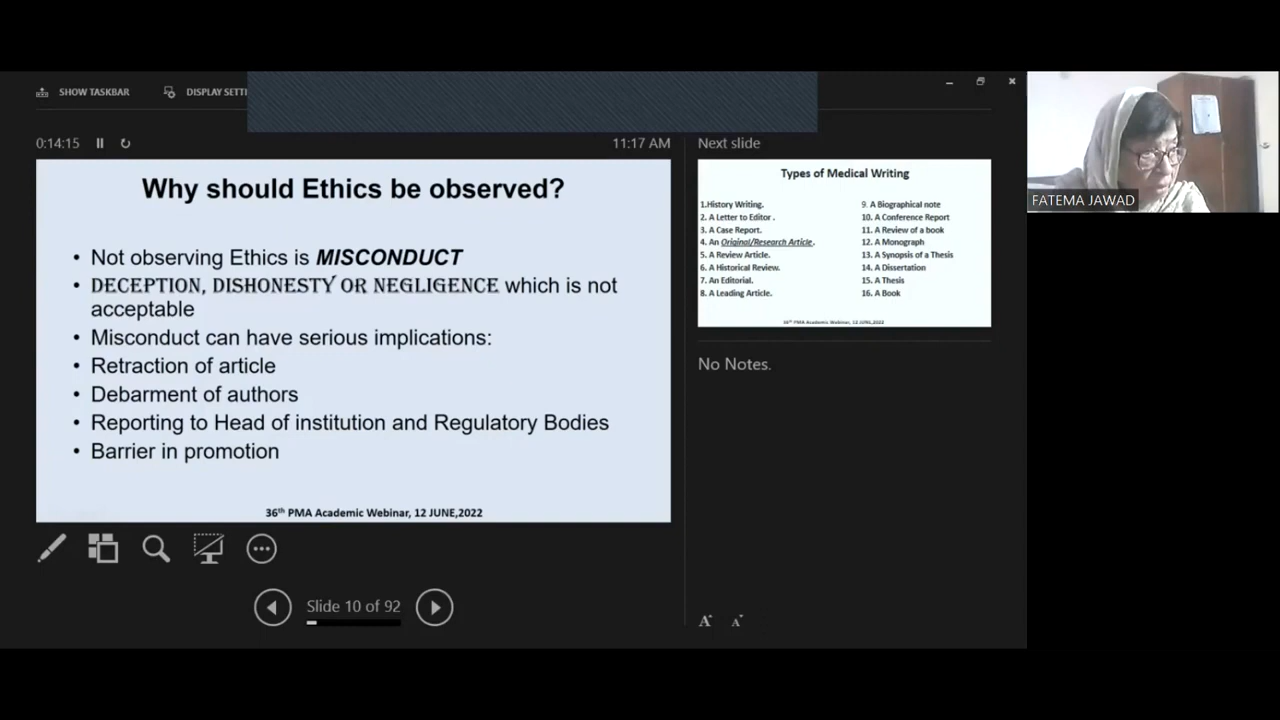 SHOW TASKBAR
DISPLAY SETTI
0:14:15
11:17 AM
Why should Ethics be observed?
• Not observing Ethics is MISCONDUCT
• DECEPTION, DISHONESTY OR NEGLIGENCE which is not
acceptable
• Misconduct can have serious implications:
• Retraction of article
• Debarment of authors
• Reporting to Head of institution and Regulatory Bodies
• Barrier in promotion
36th PMA Academic Webinar, 12 JUNE,2022
Slide 10 of 92
Next slide
Types of Medical Writing
1.History Writing.
2. A Letter to Editor .
3. A Case Report.
4. An Original/Research Article.
5. A Review Article.
6. A Historical Review.
7. An Editorial.
8. A Leading Article.
9. A Biographical note
10. A Conference Report
11. A Review of a book
12. A Monograph
13. A Synopsis of a Thesis
14. A Dissertation
15. A Thesis
16. A Book
36th PMA Academic Webinar, 12 JUNE,2022
No Notes.
A A
FATEMA JAWAD